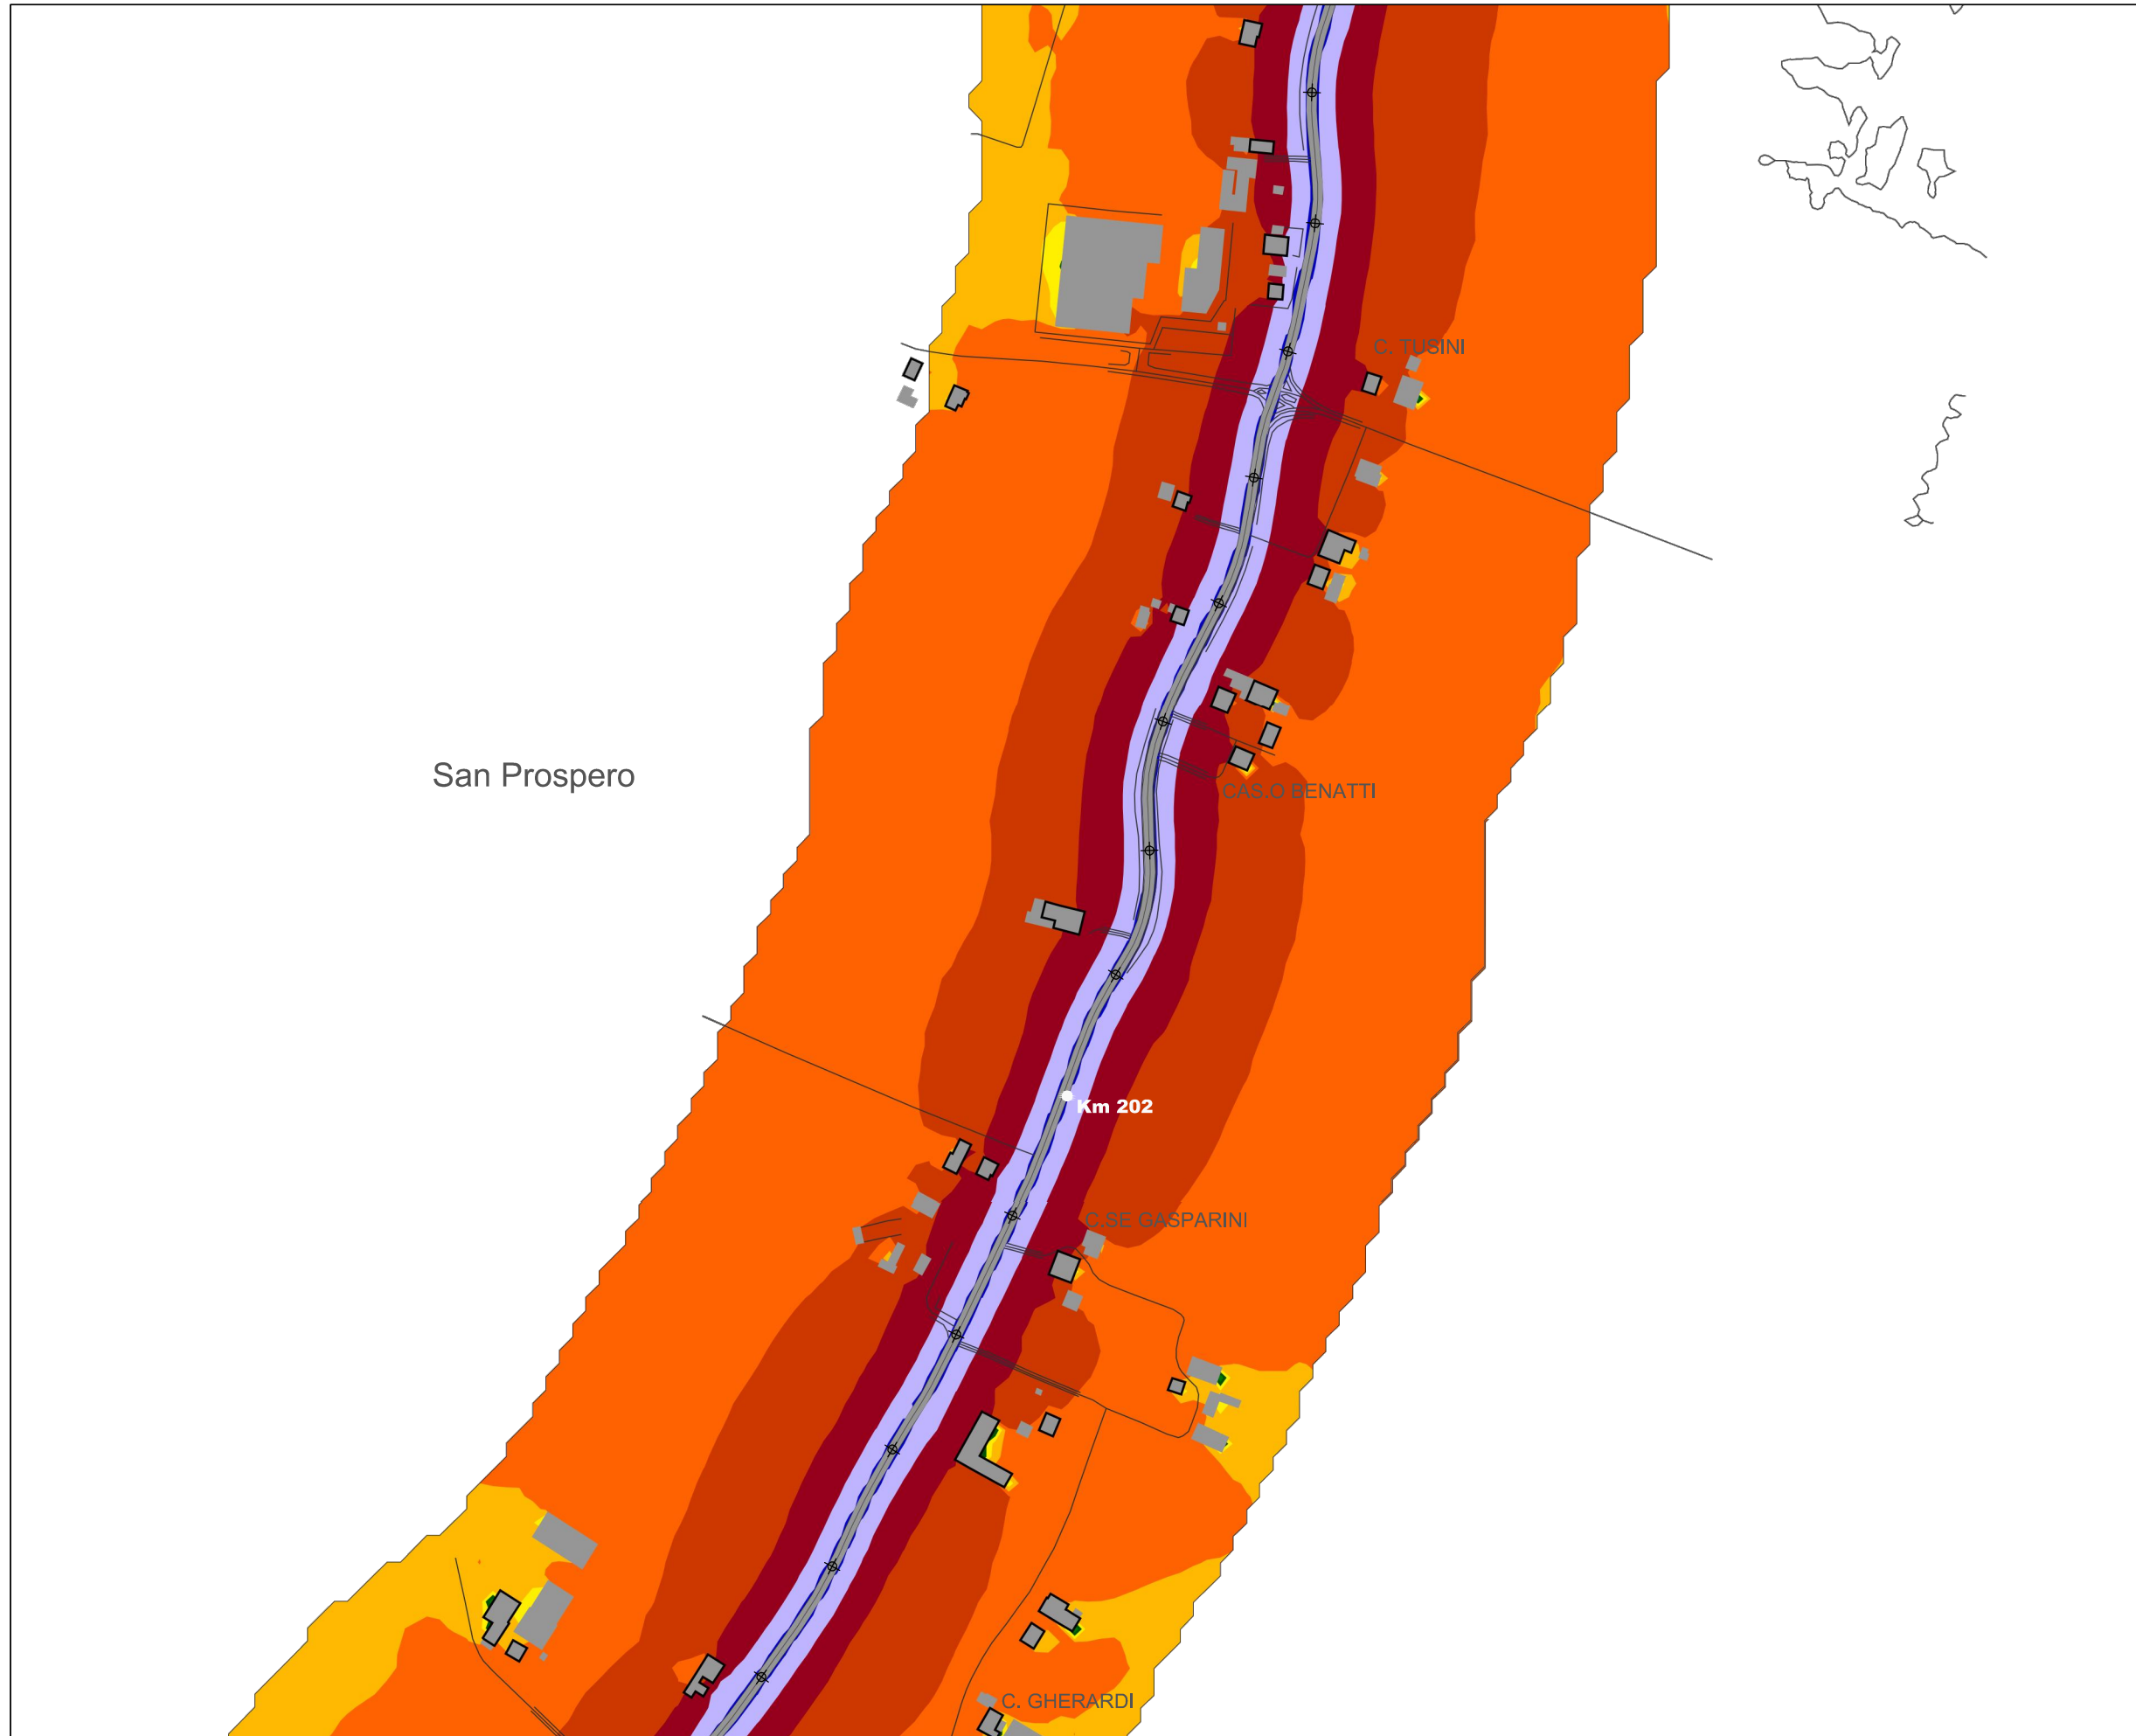 C. TUSINI
San Prospero
CAS.O BENATTI
Km 202
C.SE GASPARINI
C. GHERARDI